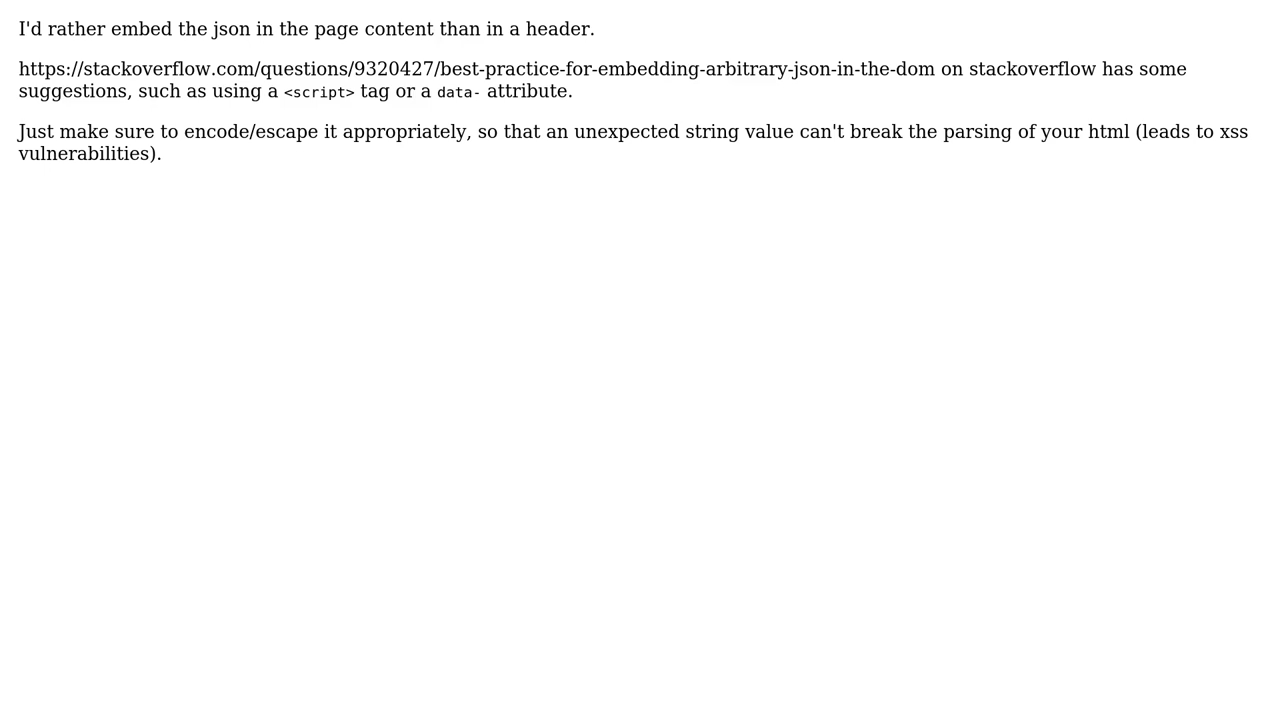 I'd rather embed the json in the page content than in a header.
https://stackoverflow.com/questions/9320427/best-practice-for-embedding-arbitrary-json-in-the-dom on stackoverflow has some
suggestions, such as using a <script> tag or a data- attribute.
Just make sure to encode/escape it appropriately, so that an unexpected string value can't break the parsing of your html (leads to xss
vulnerabilities).